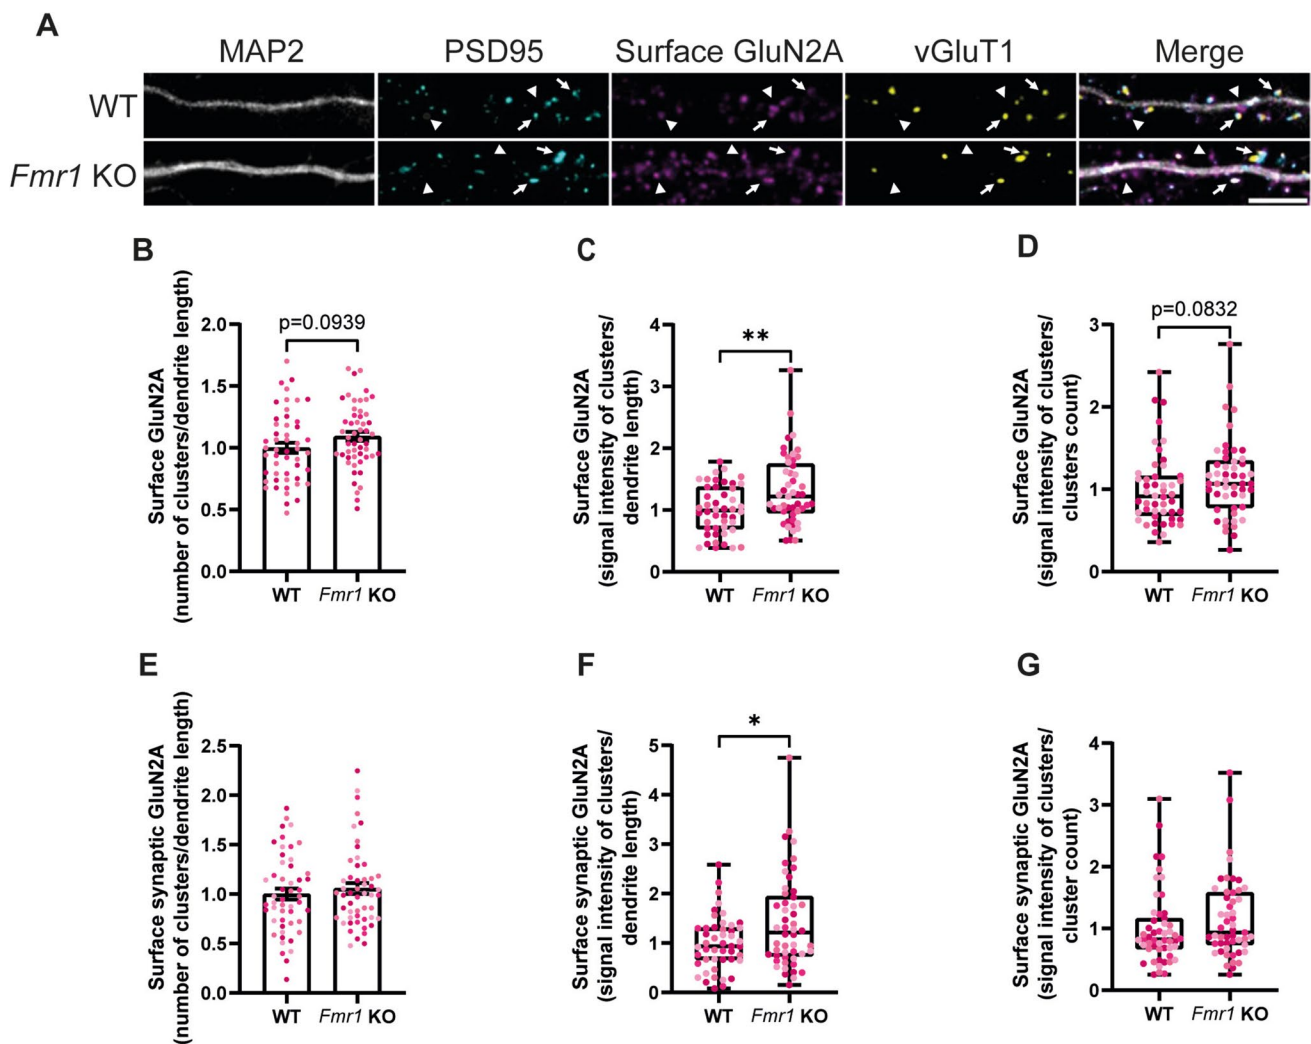 A
MAP2 PSD95 Surface GluN2A vGluT1 Merge
WT
Fmr1 KO
B
Surface GluN2A
(number of clusters/dendrite length)
2.0
1.5
1.0
0.5
0.0
p=0.0939
WT Fmr1 KO
C
Surface GluN2A
(signal intensity of clusters/
dendrite length)
4
3
2
1
0
**
WT Fmr1 KO
D
Surface GluN2A
(signal intensity of clusters/
clusters count)
3
2
1
0
p=0.0832
WT Fmr1 KO
E
Surface synaptic GluN2A
(number of clusters/dendrite length)
2.5
2.0
1.5
1.0
0.5
0.0
WT Fmr1 KO
F
Surface synaptic GluN2A
(signal intensity of clusters/
dendrite length)
5
4
3
2
1
0
*
WT Fmr1 KO
G
Surface synaptic GluN2A
(signal intensity of clusters/
cluster count)
4
3
2
1
0
WT Fmr1 KO